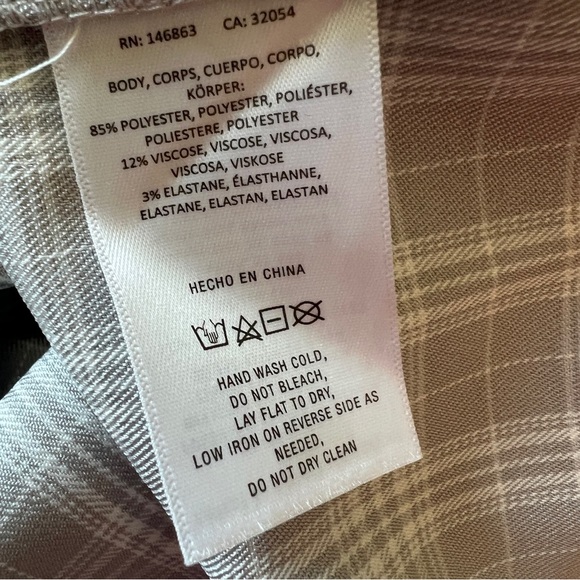 RN: 146863 CA: 32054
BODY, CORPS, CUERPO, CORPO,
KÖRPER:
85% POLYESTER, POLYESTER, POLIÉSTER,
POLIESTERE, POLYESTER
12% VISCOSE, VISCOSE, VISCOSA,
VISCOSA, VISKOSE
3% ELASTANE, ÉLASTHANNE,
ELASTANE, ELASTAN, ELASTAN
HECHO EN CHINA
HAND WASH COLD,
DO NOT BLEACH,
LAY FLAT TO DRY,
LOW IRON ON REVERSE SIDE AS
NEEDED,
DO NOT DRY CLEAN